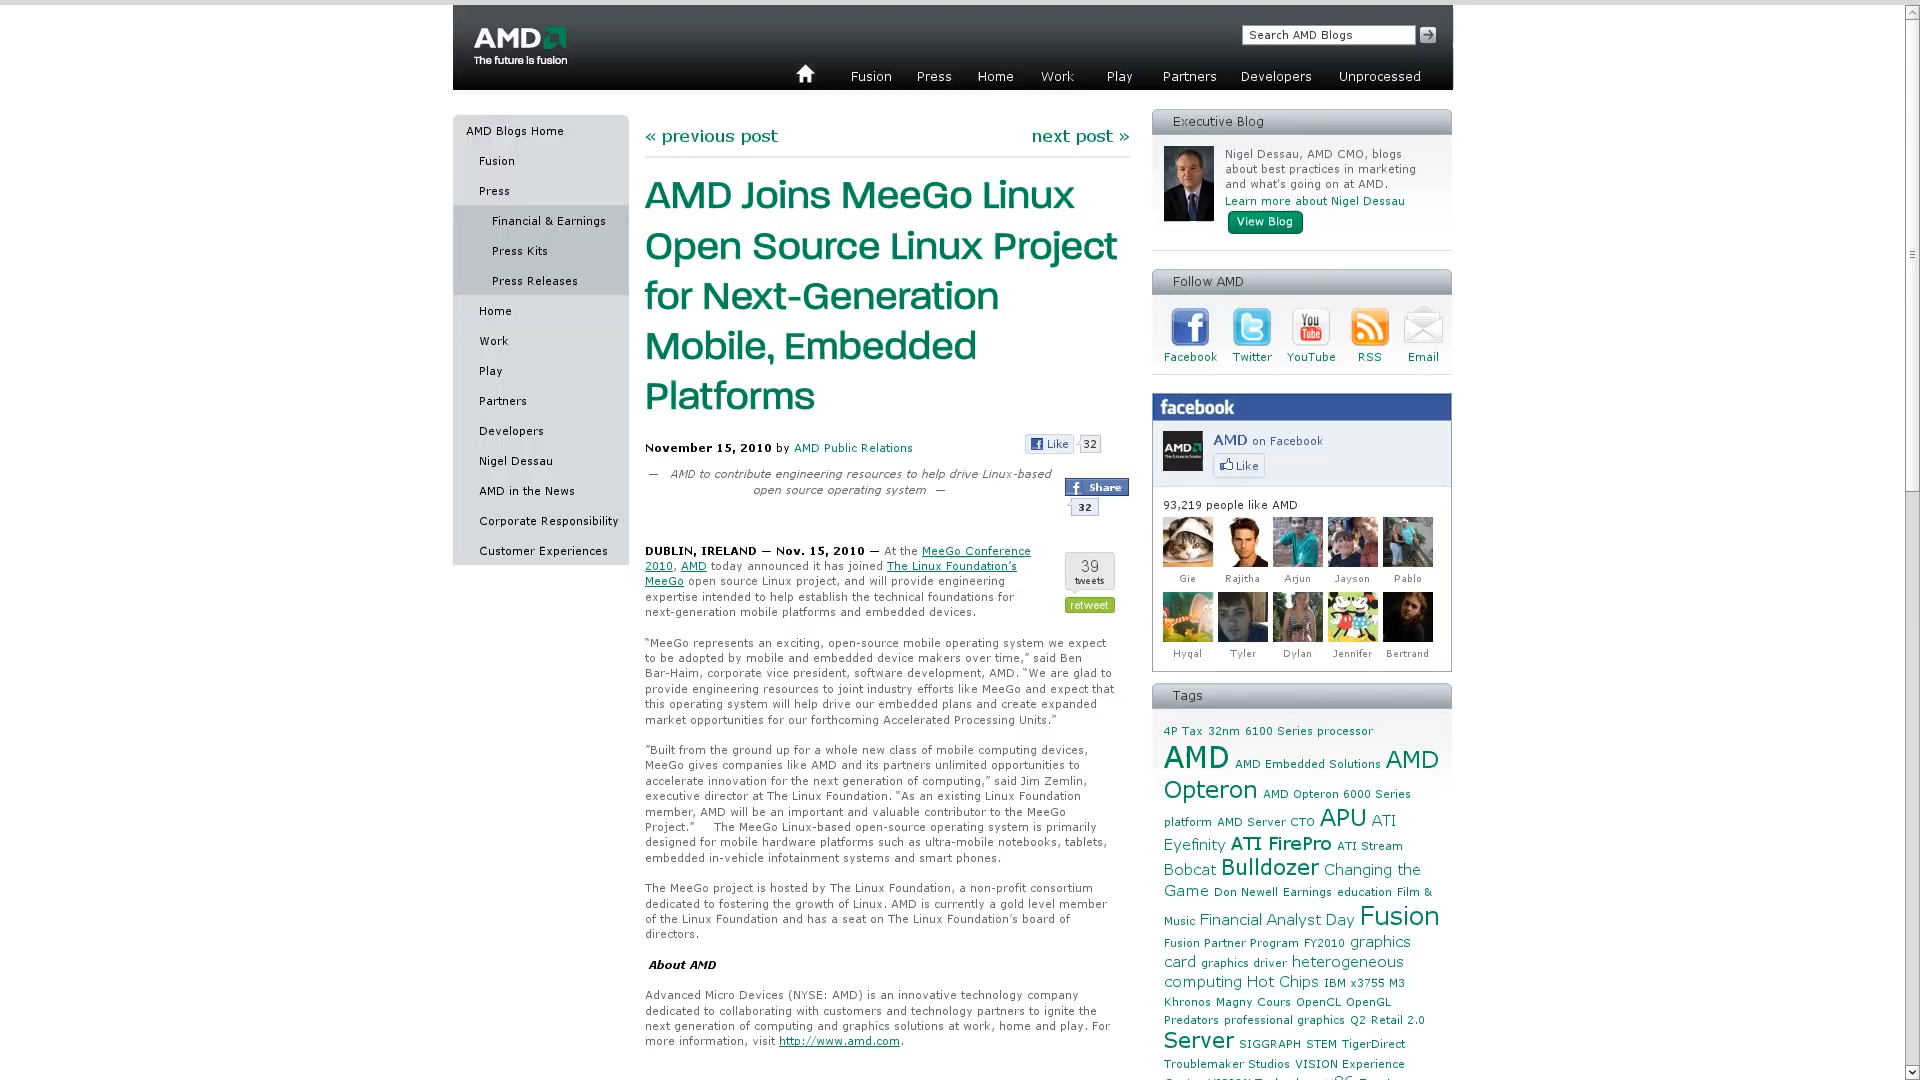 AMD
The future is fusion
Search AMD Blogs
Fusion Press Home Work Play Partners Developers Unprocessed
AMD Blogs Home
Fusion
Press
Financial & Earnings
Press Kits
Press Releases
Home
Work
Play
Partners
Developers
Nigel Dessau
AMD in the News
Corporate Responsibility
Customer Experiences
« previous post
next post »
AMD Joins MeeGo Linux
Open Source Linux Project
for Next-Generation
Mobile, Embedded
Platforms
November 15, 2010 by AMD Public Relations
Like 32
— AMD to contribute engineering resources to help drive Linux-based
open source operating system —
Share
32
DUBLIN, IRELAND — Nov. 15, 2010 — At the MeeGo Conference
2010, AMD today announced it has joined The Linux Foundation’s
MeeGo open source Linux project, and will provide engineering
expertise intended to help establish the technical foundations for
next-generation mobile platforms and embedded devices.
39
tweets
retweet
“MeeGo represents an exciting, open-source mobile operating system we expect
to be adopted by mobile and embedded device makers over time,” said Ben
Bar-Haim, corporate vice president, software development, AMD. “We are glad to
provide engineering resources to joint industry efforts like MeeGo and expect that
this operating system will help drive our embedded plans and create expanded
market opportunities for our forthcoming Accelerated Processing Units.”
”Built from the ground up for a whole new class of mobile computing devices,
MeeGo gives companies like AMD and its partners unlimited opportunities to
accelerate innovation for the next generation of computing,” said Jim Zemlin,
executive director at The Linux Foundation. “As an existing Linux Foundation
member, AMD will be an important and valuable contributor to the MeeGo
Project.” The MeeGo Linux-based open-source operating system is primarily
designed for mobile hardware platforms such as ultra-mobile notebooks, tablets,
embedded in-vehicle infotainment systems and smart phones.
The MeeGo project is hosted by The Linux Foundation, a non-profit consortium
dedicated to fostering the growth of Linux. AMD is currently a gold level member
of the Linux Foundation and has a seat on The Linux Foundation’s board of
directors.
About AMD
Advanced Micro Devices (NYSE: AMD) is an innovative technology company
dedicated to collaborating with customers and technology partners to ignite the
next generation of computing and graphics solutions at work, home and play. For
more information, visit http://www.amd.com.
Executive Blog
Nigel Dessau, AMD CMO, blogs
about best practices in marketing
and what's going on at AMD.
Learn more about Nigel Dessau
View Blog
Follow AMD
You
Tube
Facebook Twitter YouTube RSS Email
facebook
AMD
AMD on Facebook
Like
93,219 people like AMD
Gie Rajitha Arjun Jayson Pablo
Hyqal Tyler Dylan Jennifer Bertrand
Tags
4P Tax 32nm 6100 Series processor
AMD AMD Embedded Solutions AMD
Opteron AMD Opteron 6000 Series
platform AMD Server CTO APU ATI
Eyefinity ATI FirePro ATI Stream
Bobcat Bulldozer Changing the
Game Don Newell Earnings education Film &
Music Financial Analyst Day Fusion
Fusion Partner Program FY2010 graphics
card graphics driver heterogeneous
computing Hot Chips IBM x3755 M3
Khronos Magny Cours OpenCL OpenGL
Predators professional graphics Q2 Retail 2.0
Server SIGGRAPH STEM TigerDirect
Troublemaker Studios VISION Experience